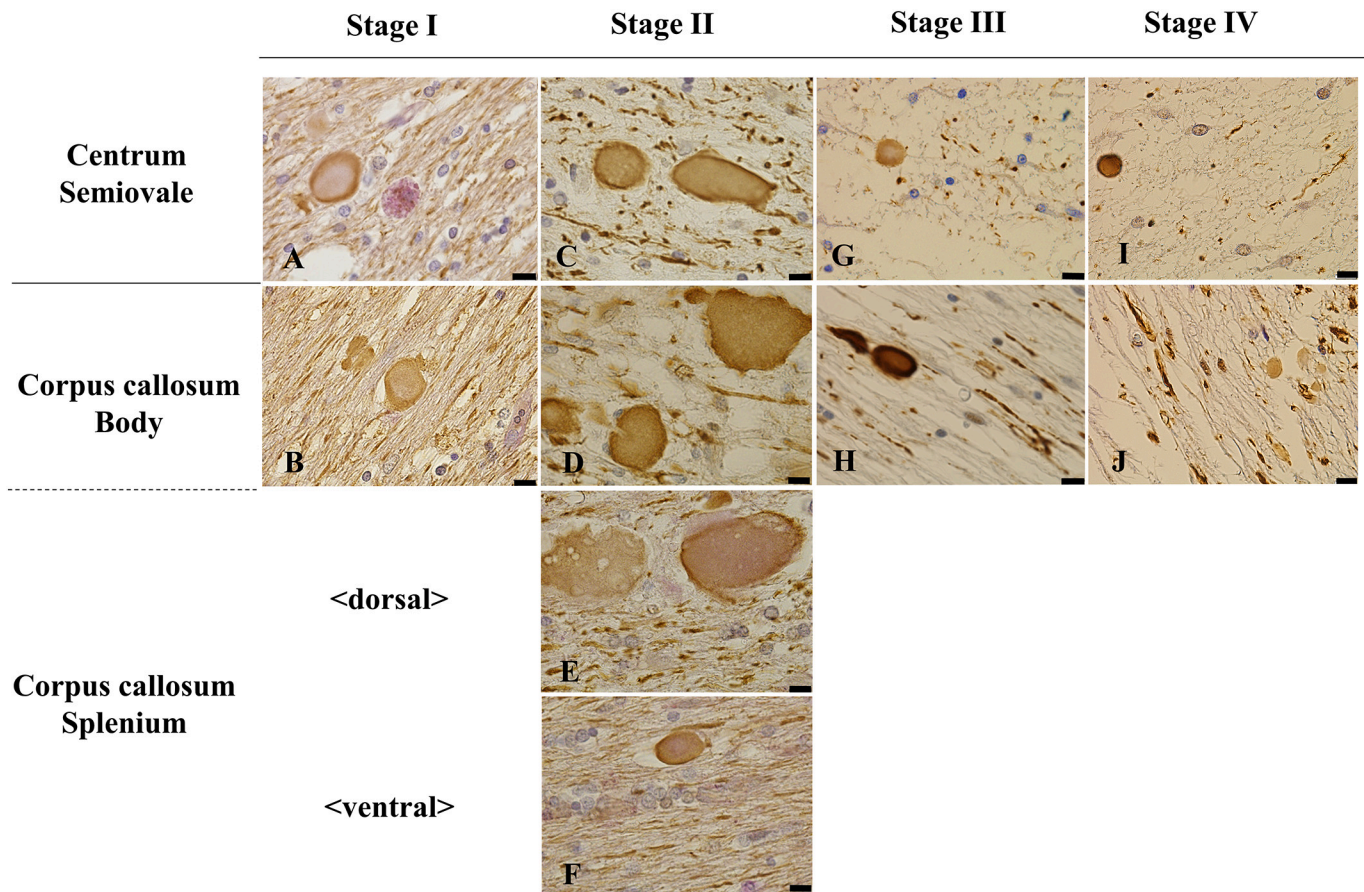 Stage I Stage II Stage III Stage IV
Centrum
Semiovale
A C G I
Corpus callosum
Body
B D H J
<dorsal>
E
Corpus callosum
Splenium
<ventral>
F